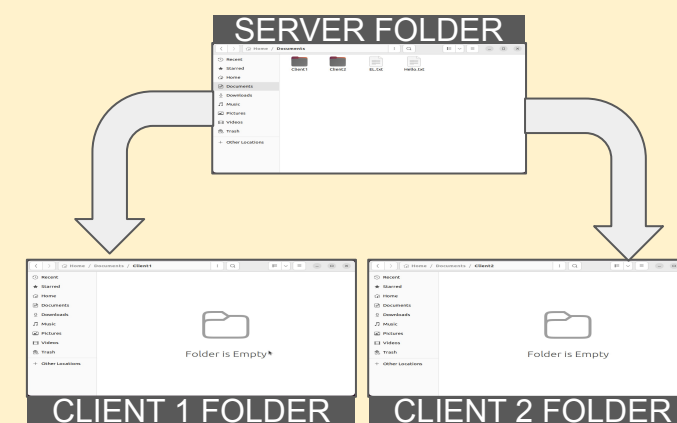 SERVER FOLDER
Home / Documents
Recent
Starred
Home
Documents
Downloads
Music
Pictures
Videos
Trash
+ Other Locations
Client1 Client2 EL.txt Hello.txt
Home / Documents / Client1
Recent
Starred
Home
Documents
Downloads
Music
Pictures
Videos
Trash
+ Other Locations
Folder is Empty
Home / Documents / Client2
Recent
Starred
Home
Documents
Downloads
Music
Pictures
Videos
Trash
+ Other Locations
Folder is Empty
CLIENT 1 FOLDER
CLIENT 2 FOLDER